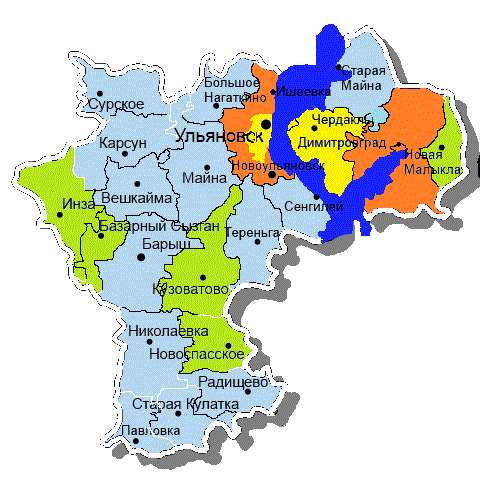 Старая
Майна
Большое
Нагаткино
Ишеевка
Сурское
Чердаклы
Ульяновск
Карсун
Димитровград
Новая
Малыкла
Новоульяновск
Майна
Вешкайма
Инза
Сенгилей
Базарный Сызган
Тереньга
Барыш
Кузоватово
Николаевка
Новоспасское
Радищево
Старая Кулатка
Павловка